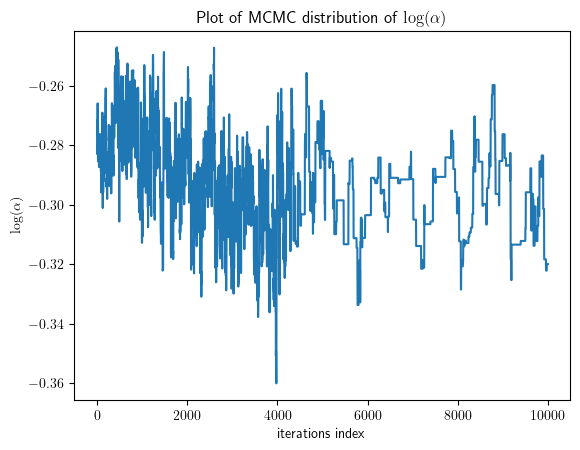 Plot of MCMC distribution of log(α)
−0.26
−0.28
−0.30
−0.32
−0.34
−0.36
log(α)
0 2000 4000 6000 8000 10000
iterations index